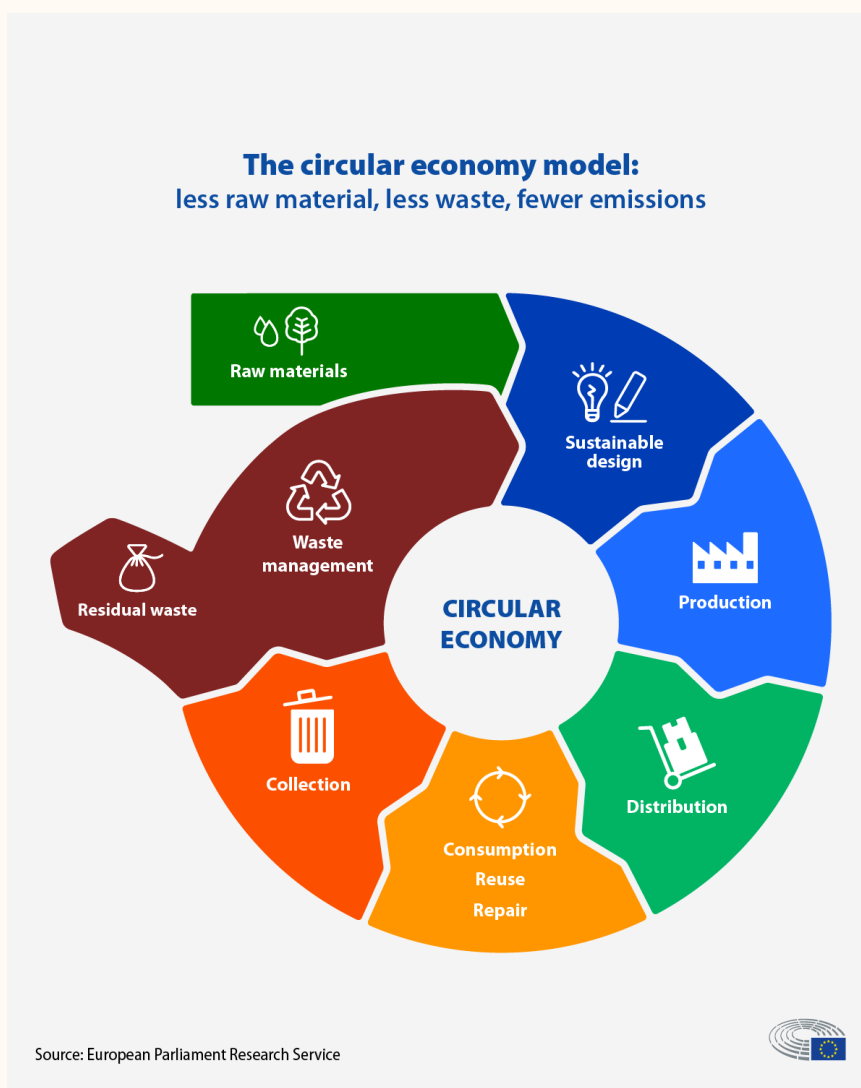 The circular economy model:
less raw material, less waste, fewer emissions
Raw materials
Sustainable
design
Production
Distribution
Consumption
Reuse
Repair
Collection
Waste
management
Residual waste
CIRCULAR
ECONOMY
Source: European Parliament Research Service